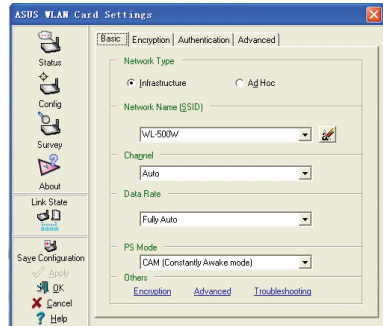 ASUS WLAN Card Settings
Status
Config
Survey
About
Link State
Save Configuration
Apply
OK
Cancel
Help
Basic Encryption Authentication Advanced
Network Type
Infrastructure Ad Hoc
Network Name (SSID)
WL-500W
Channel
Auto
Data Rate
Fully Auto
PS Mode
CAM (Constantly Awake mode)
Others
Encryption Advanced Troubleshooting